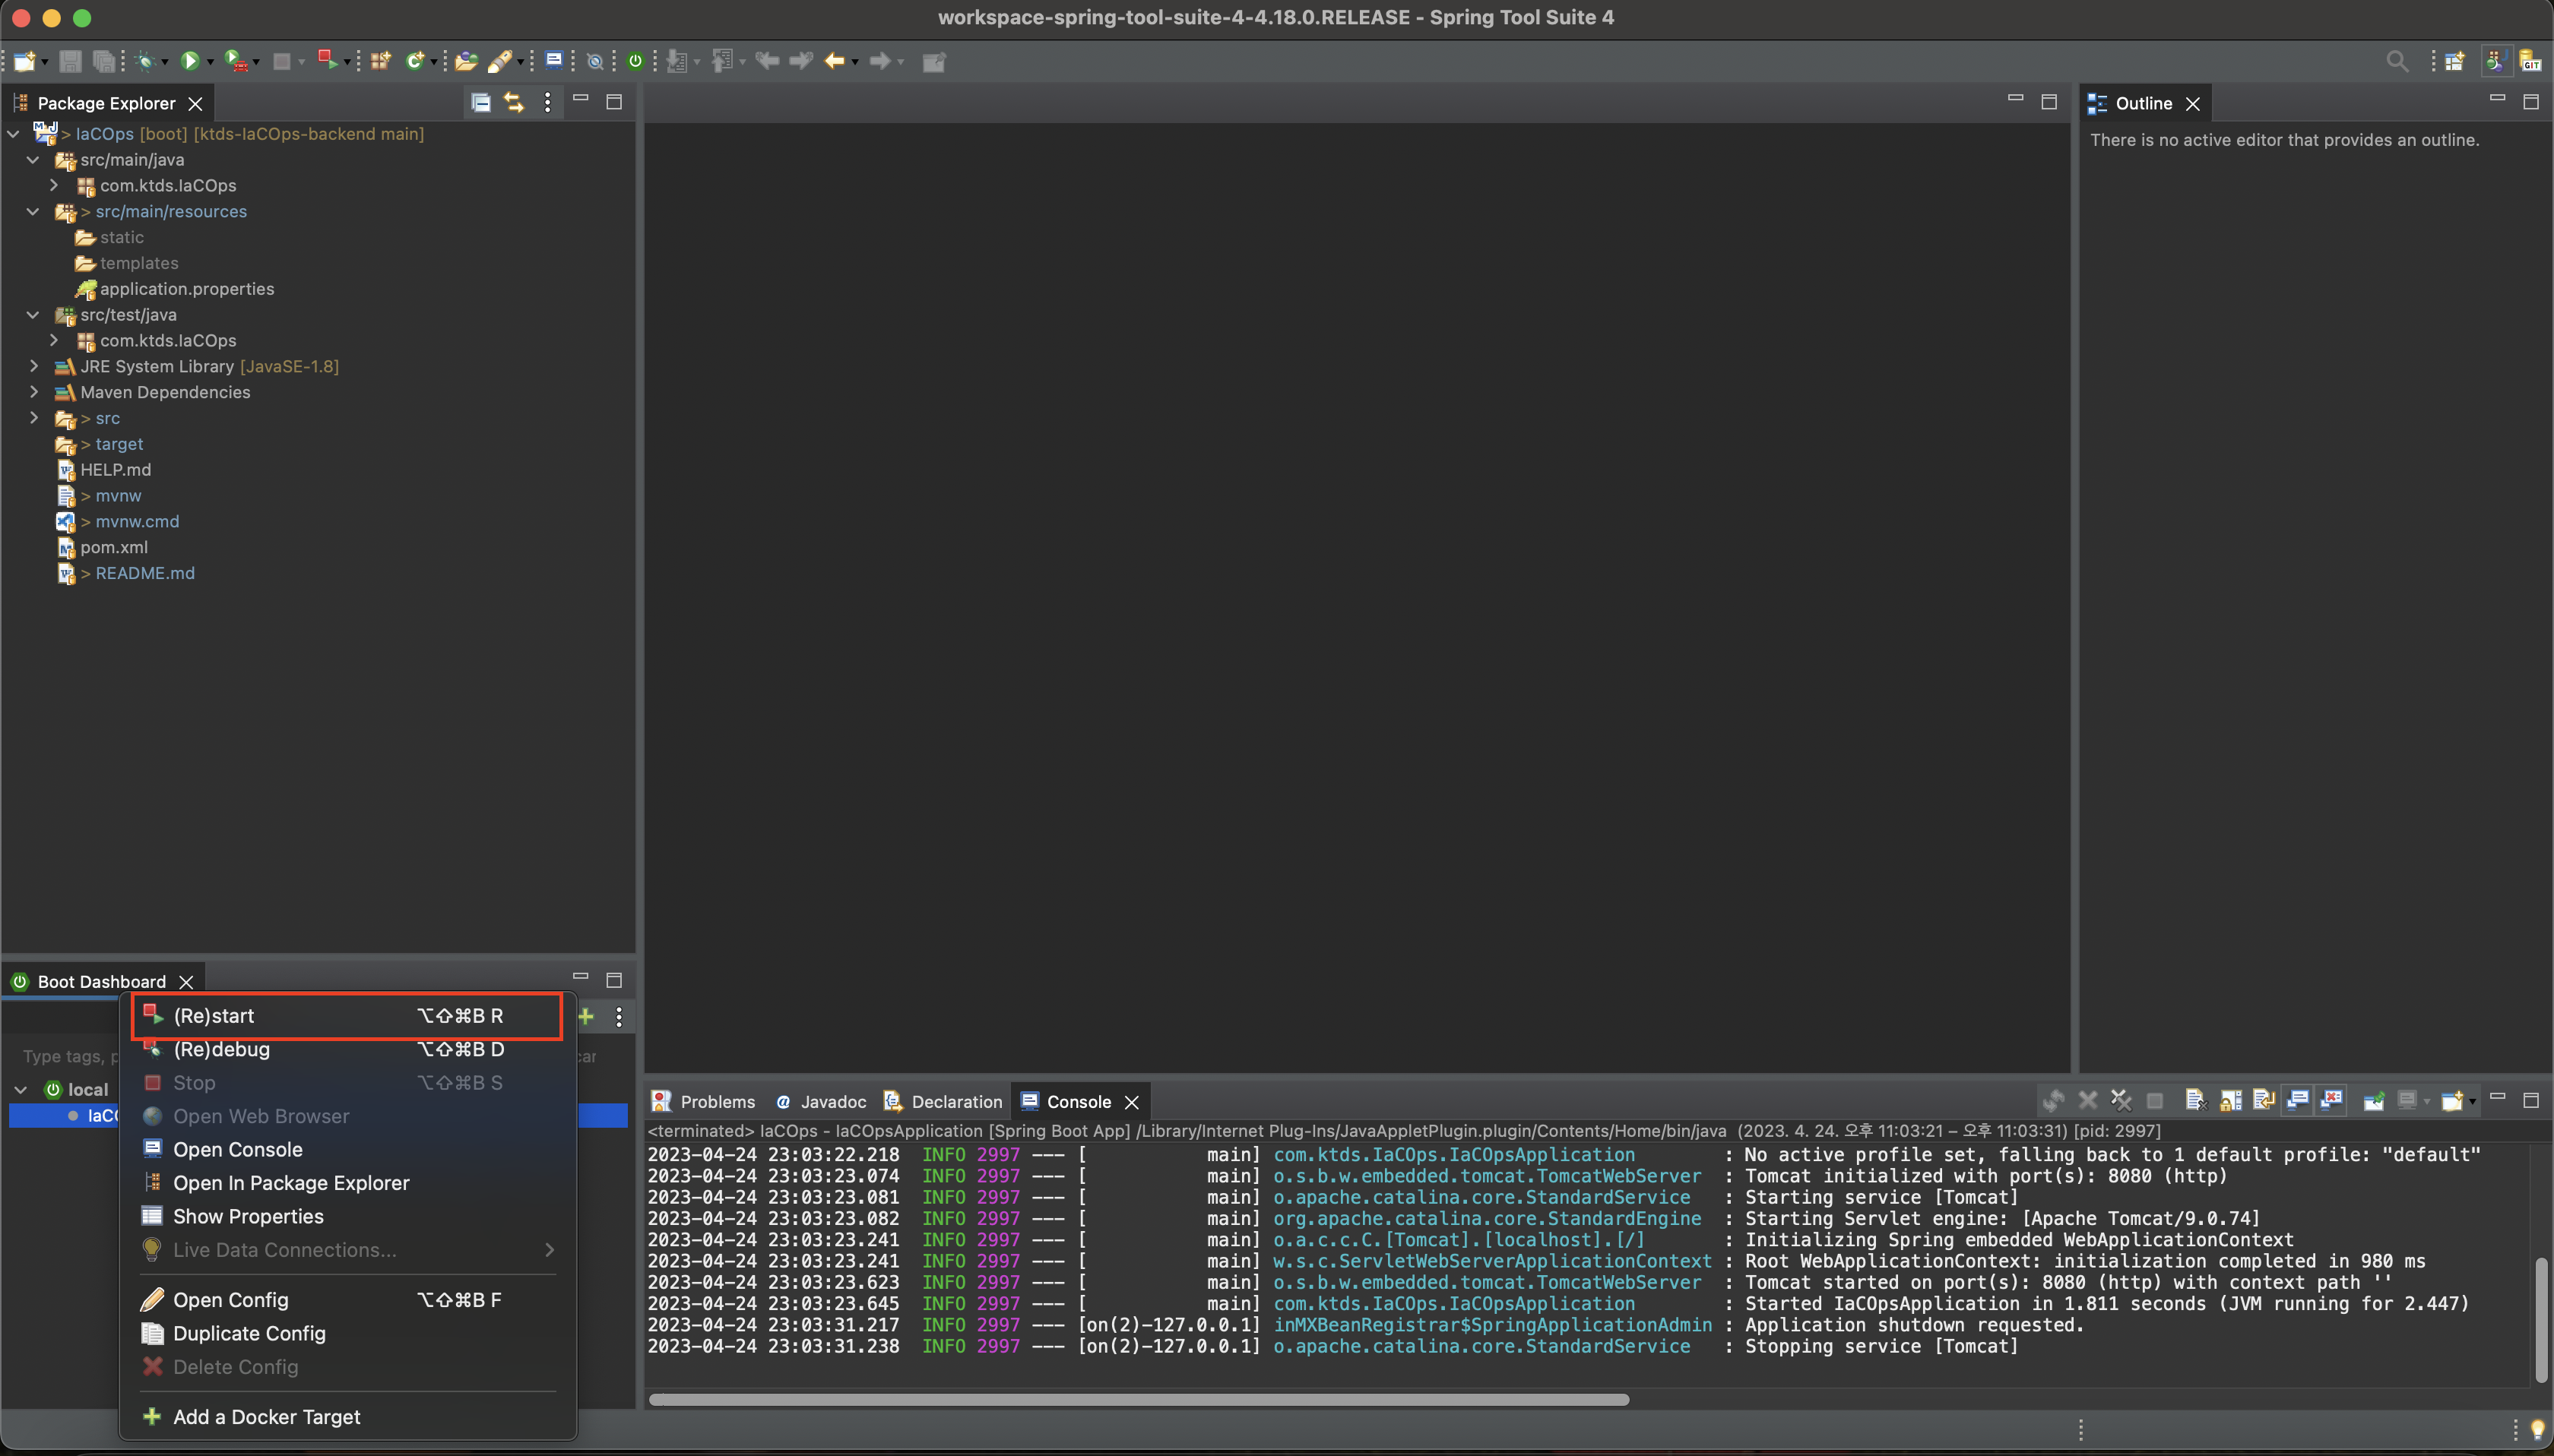 workspace-spring-tool-suite-4-4.18.0.RELEASE - Spring Tool Suite 4
GIT
Package Explorer
> IaCOps [boot] [ktds-IaCOps-backend main]
src/main/java
com.ktds.IaCOps
> src/main/resources
static
templates
application.properties
src/test/java
com.ktds.IaCOps
JRE System Library [JavaSE-1.8]
Maven Dependencies
> src
> target
HELP.md
> mvnw
> mvnw.cmd
pom.xml
> README.md
Outline
There is no active editor that provides an outline.
Boot Dashboard
Type tags, p
local
IaCO
(Re)start ⌥⇧⌘B R
(Re)debug ⌥⇧⌘B D
Stop ⌥⇧⌘B S
Open Web Browser
Open Console
Open In Package Explorer
Show Properties
Live Data Connections...
Open Config ⌥⇧⌘B F
Duplicate Config
Delete Config
Add a Docker Target
Problems @ Javadoc Declaration Console
<terminated> IaCOps - IaCOpsApplication [Spring Boot App] /Library/Internet Plug-Ins/JavaAppletPlugin.plugin/Contents/Home/bin/java (2023. 4. 24. 오후 11:03:21 – 오후 11:03:31) [pid: 2997]
2023-04-24 23:03:22.218 INFO 2997 --- [ main] com.ktds.IaCOps.IaCOpsApplication : No active profile set, falling back to 1 default profile: "default"
2023-04-24 23:03:23.074 INFO 2997 --- [ main] o.s.b.w.embedded.tomcat.TomcatWebServer : Tomcat initialized with port(s): 8080 (http)
2023-04-24 23:03:23.081 INFO 2997 --- [ main] o.apache.catalina.core.StandardService : Starting service [Tomcat]
2023-04-24 23:03:23.082 INFO 2997 --- [ main] org.apache.catalina.core.StandardEngine : Starting Servlet engine: [Apache Tomcat/9.0.74]
2023-04-24 23:03:23.241 INFO 2997 --- [ main] o.a.c.c.C.[Tomcat].[localhost].[/] : Initializing Spring embedded WebApplicationContext
2023-04-24 23:03:23.241 INFO 2997 --- [ main] w.s.c.ServletWebServerApplicationContext : Root WebApplicationContext: initialization completed in 980 ms
2023-04-24 23:03:23.623 INFO 2997 --- [ main] o.s.b.w.embedded.tomcat.TomcatWebServer : Tomcat started on port(s): 8080 (http) with context path ''
2023-04-24 23:03:23.645 INFO 2997 --- [ main] com.ktds.IaCOps.IaCOpsApplication : Started IaCOpsApplication in 1.811 seconds (JVM running for 2.447)
2023-04-24 23:03:31.217 INFO 2997 --- [on(2)-127.0.0.1] inMXBeanRegistrar$SpringApplicationAdmin : Application shutdown requested.
2023-04-24 23:03:31.238 INFO 2997 --- [on(2)-127.0.0.1] o.apache.catalina.core.StandardService : Stopping service [Tomcat]